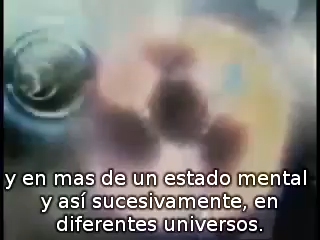 y en mas de un estado mental
y así sucesivamente, en
diferentes universos.